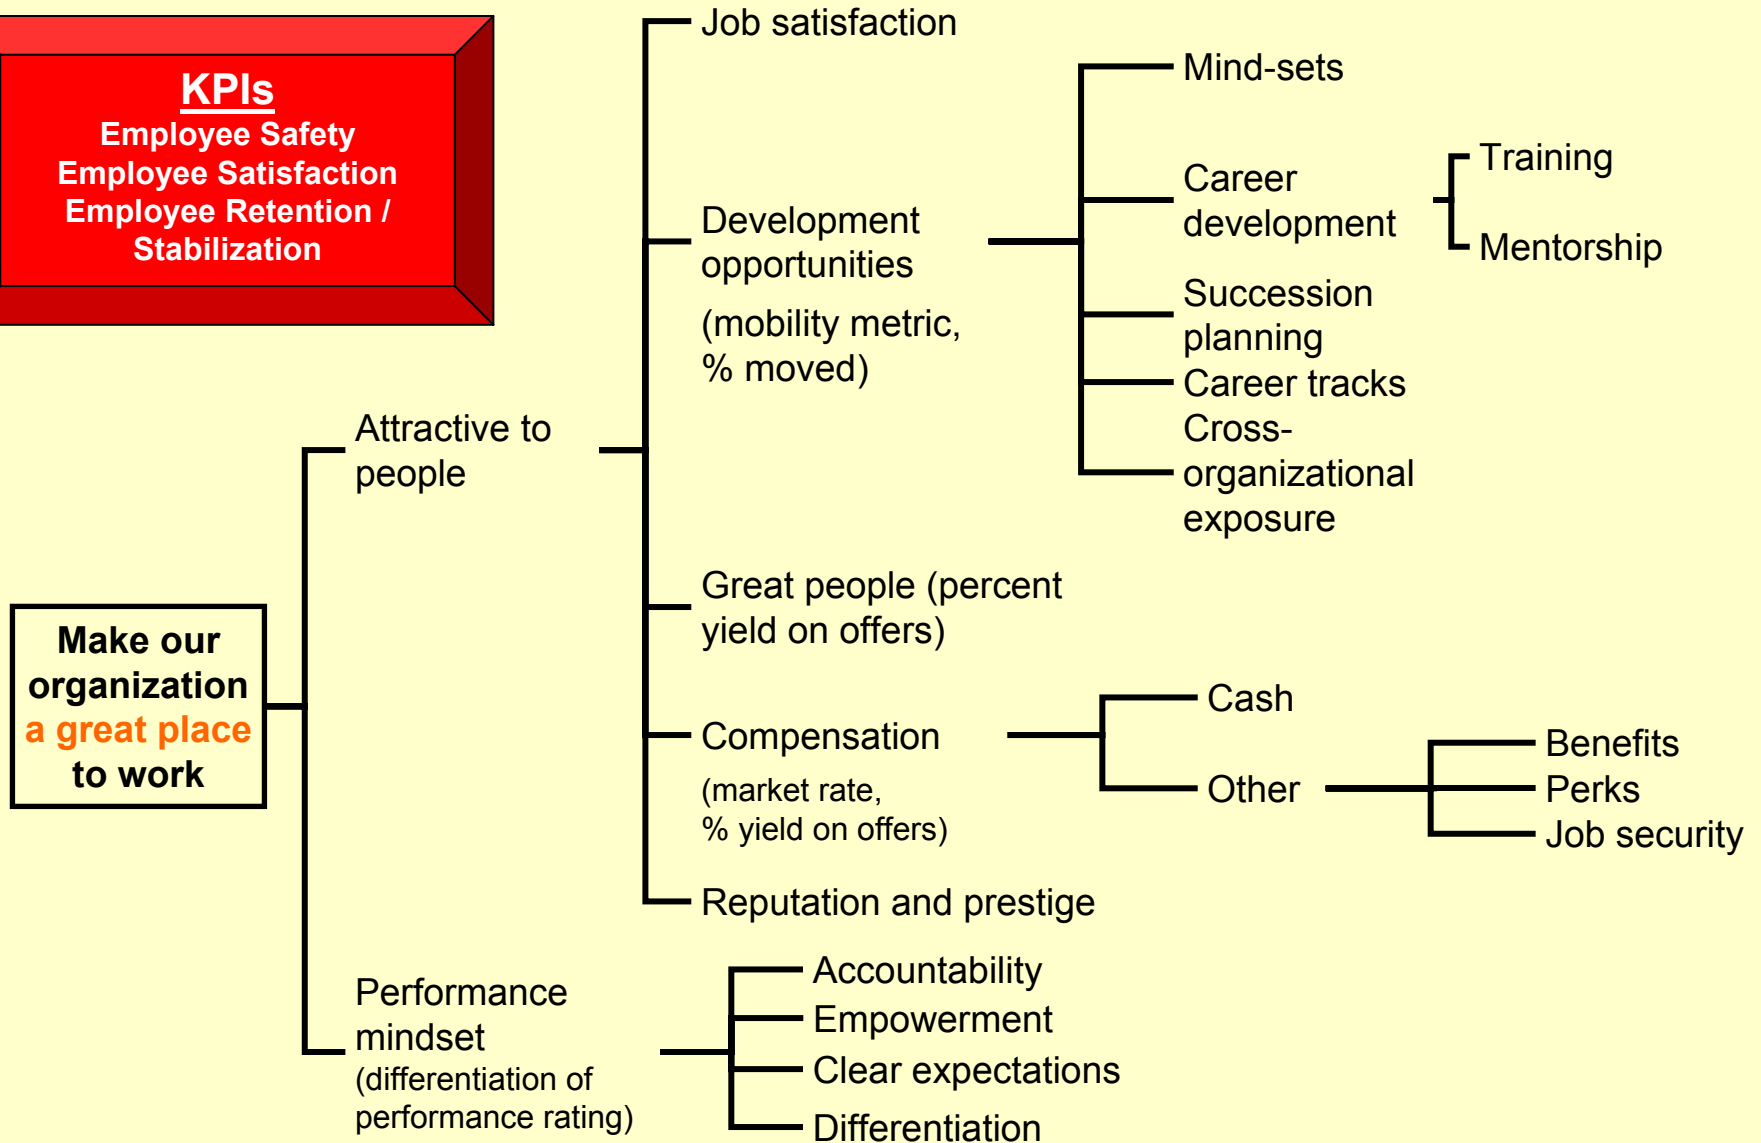 KPIs
Employee Safety
Employee Satisfaction
Employee Retention /
Stabilization
Make our
organization
a great place
to work
Attractive to
people
Job satisfaction
Development
opportunities
(mobility metric,
% moved)
Mind-sets
Career
development
Training
Mentorship
Succession
planning
Career tracks
Cross-
organizational
exposure
Great people (percent
yield on offers)
Compensation
(market rate,
% yield on offers)
Cash
Other
Benefits
Perks
Job security
Reputation and prestige
Performance
mindset
(differentiation of
performance rating)
Accountability
Empowerment
Clear expectations
Differentiation